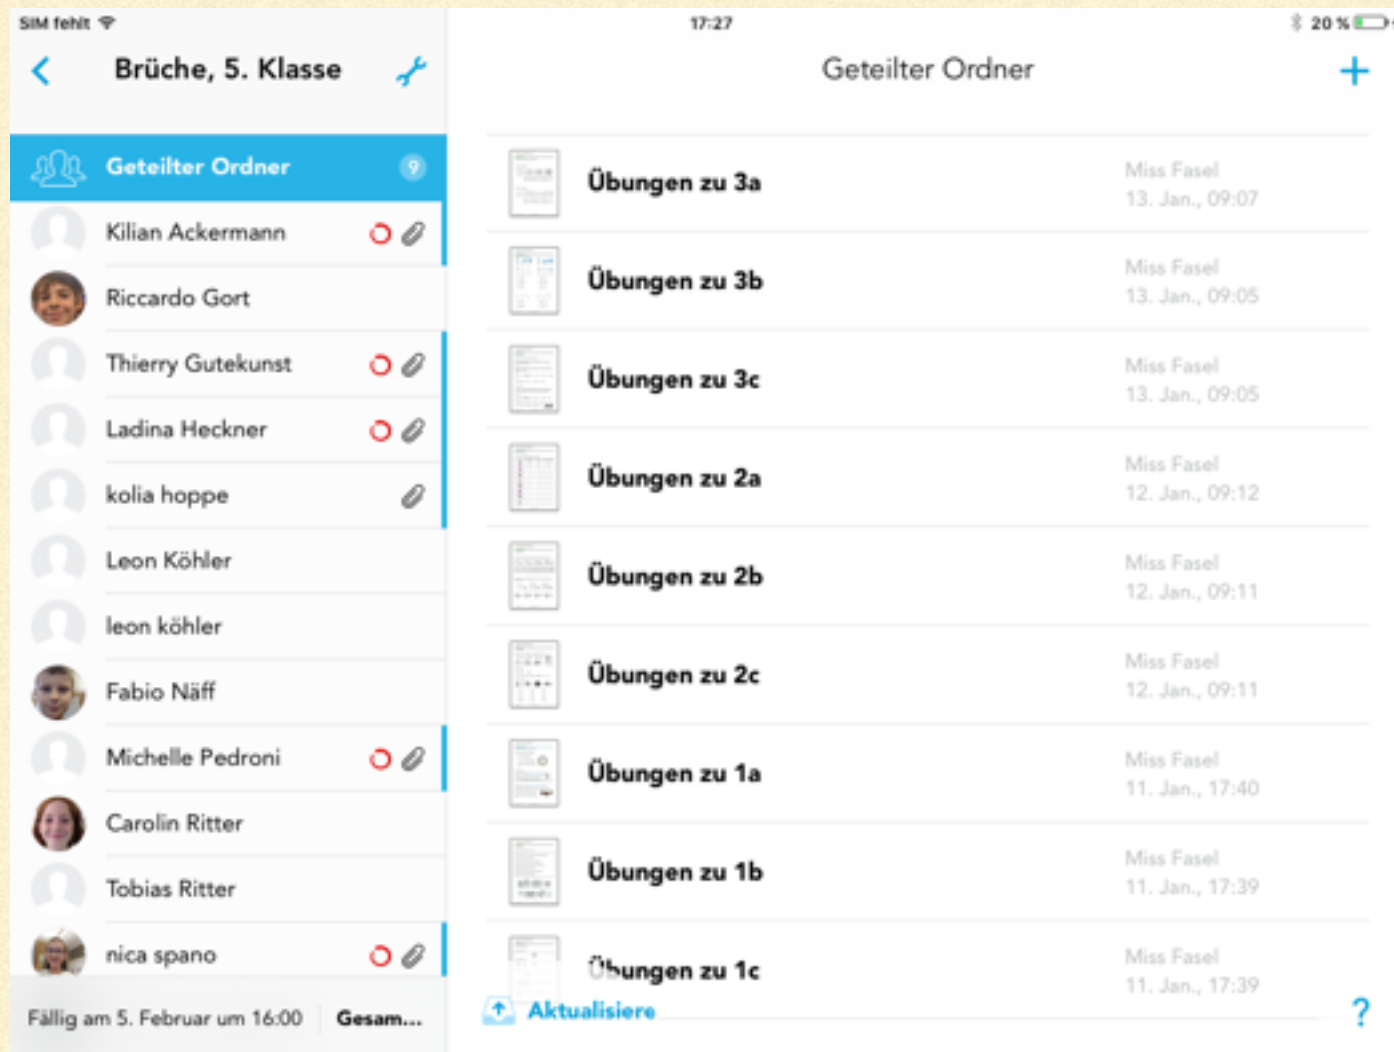 SIM fehlt
17:27
20 %
Brüche, 5. Klasse
Geteilter Ordner
Geteilter Ordner
9
Kilian Ackermann
Riccardo Gort
Thierry Gutekunst
Ladina Heckner
kolia hoppe
Leon Köhler
leon köhler
Fabio Näff
Michelle Pedroni
Carolin Ritter
Tobias Ritter
nica spano
Fällig am 5. Februar um 16:00
Gesam...
Übungen zu 3a
Miss Fasel
13. Jan., 09:07
Übungen zu 3b
Miss Fasel
13. Jan., 09:05
Übungen zu 3c
Miss Fasel
13. Jan., 09:05
Übungen zu 2a
Miss Fasel
12. Jan., 09:12
Übungen zu 2b
Miss Fasel
12. Jan., 09:11
Übungen zu 2c
Miss Fasel
12. Jan., 09:11
Übungen zu 1a
Miss Fasel
11. Jan., 17:40
Übungen zu 1b
Miss Fasel
11. Jan., 17:39
Übungen zu 1c
Miss Fasel
11. Jan., 17:39
Aktualisiere
?